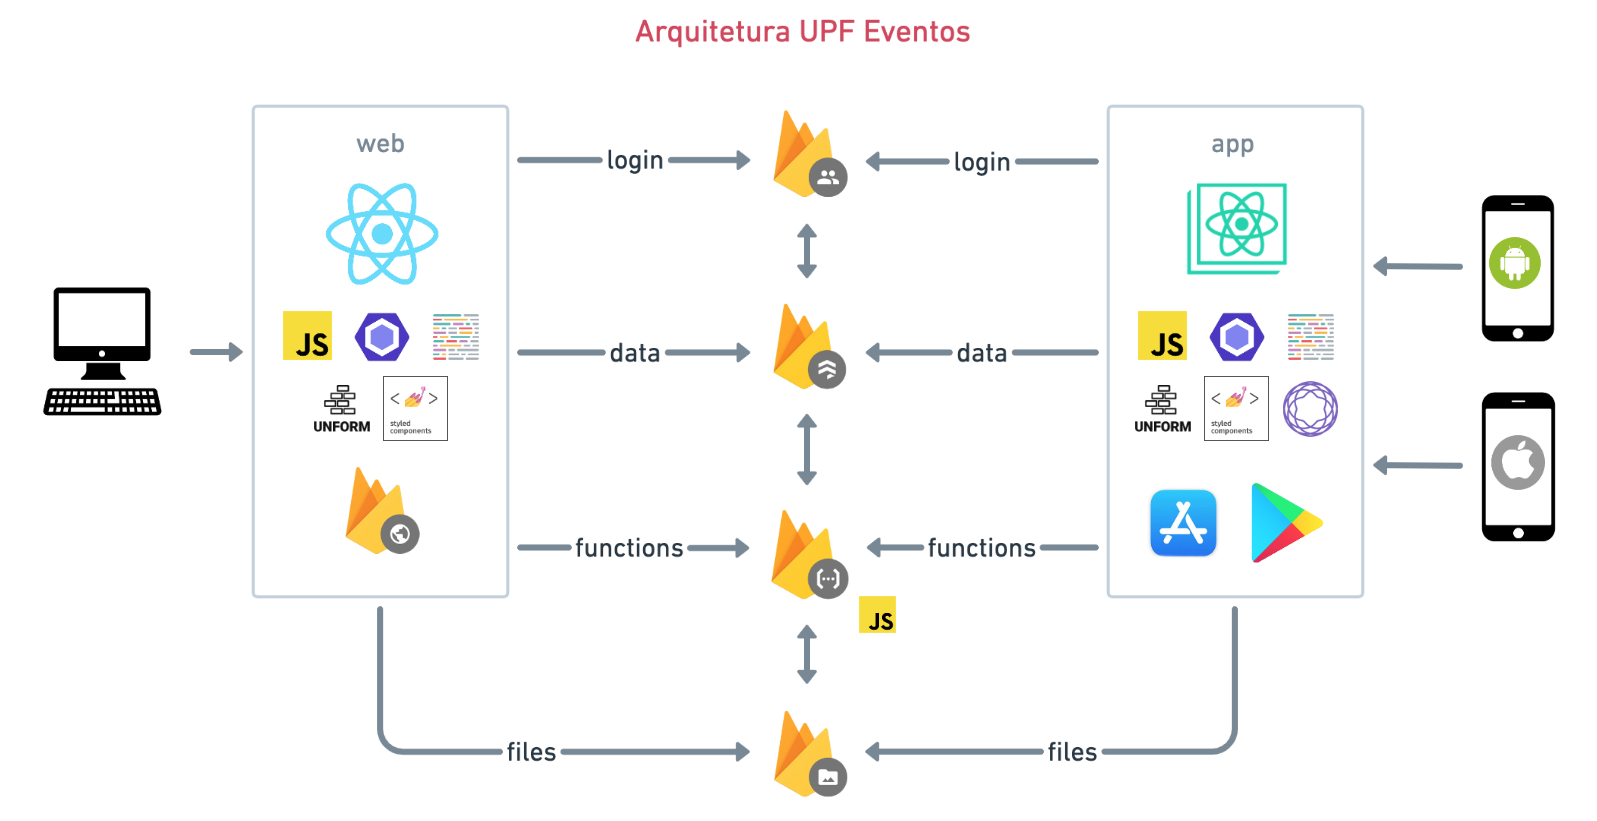 Arquitetura UPF Eventos
web
app
login
login
JS
JS
data
data
UNFORM
< >
styled
components
UNFORM
< >
styled
components
functions
functions
JS
files
files